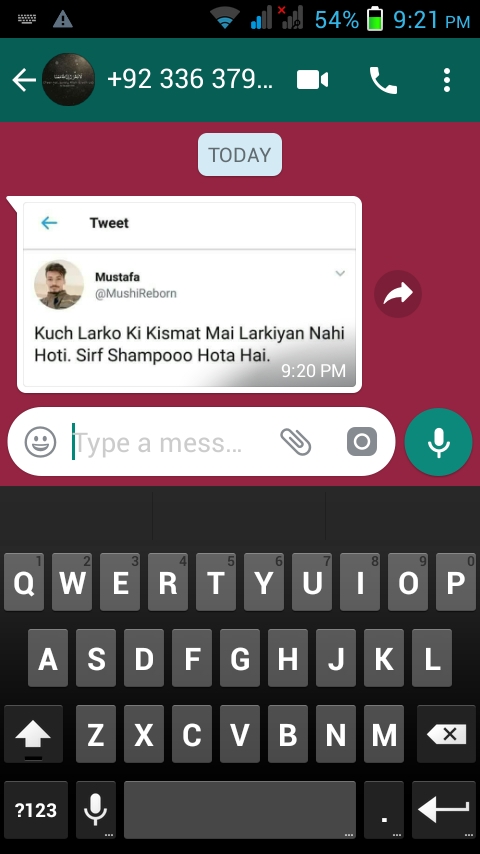 54% 9:21 PM
+92 336 379...
TODAY
Tweet
Mustafa
@MushiReborn
Kuch Larko Ki Kismat Mai Larkiyan Nahi
Hoti. Sirf Shampooo Hota Hai.
9:20 PM
Type a mess...
1 2 3 4 5 6 7 8 9 0
Q W E R T Y U I O P
A S D F G H J K L
Z X C V B N M
?123 .